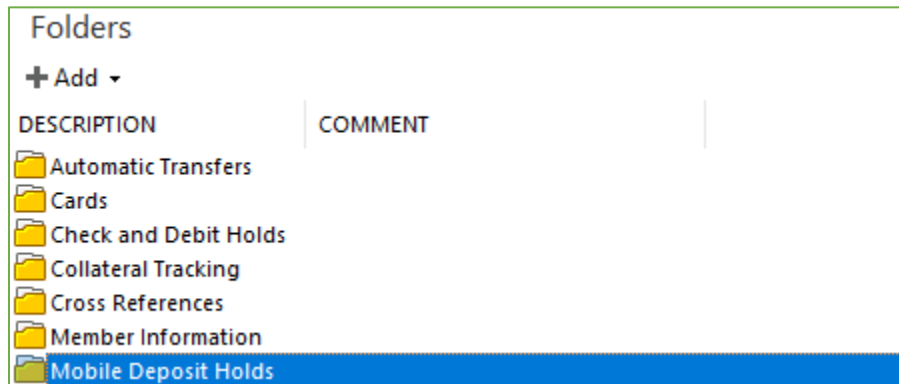 Folders
Add
DESCRIPTION COMMENT
Automatic Transfers
Cards
Check and Debit Holds
Collateral Tracking
Cross References
Member Information
Mobile Deposit Holds